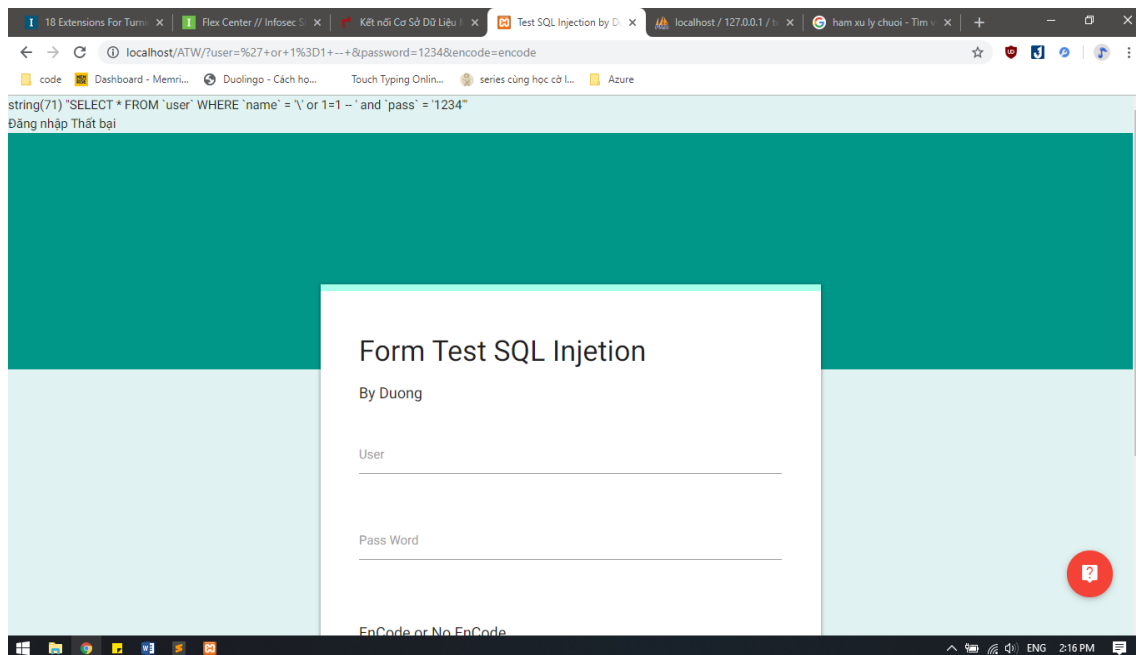 18 Extensions For Turni
Flex Center // Infosec S
Kết nối Cơ Sở Dữ Liệu
Test SQL Injection by D
localhost / 127.0.0.1 / t
ham xu ly chuoi - Tìm v
localhost/ATW/?user=%27+or+1%3D1+--+&password=1234&encode=encode
code
Dashboard - Memri...
Duolingo - Cách họ...
Touch Typing Onlin...
series cùng học cờ l...
Azure
string(71) "SELECT * FROM `user` WHERE `name` = '\' or 1=1 -- ' and `pass` = '1234'"
Đăng nhập Thất bại
Form Test SQL Injetion
By Duong
User
Pass Word
EnCode or No EnCode
ENG 2:16 PM